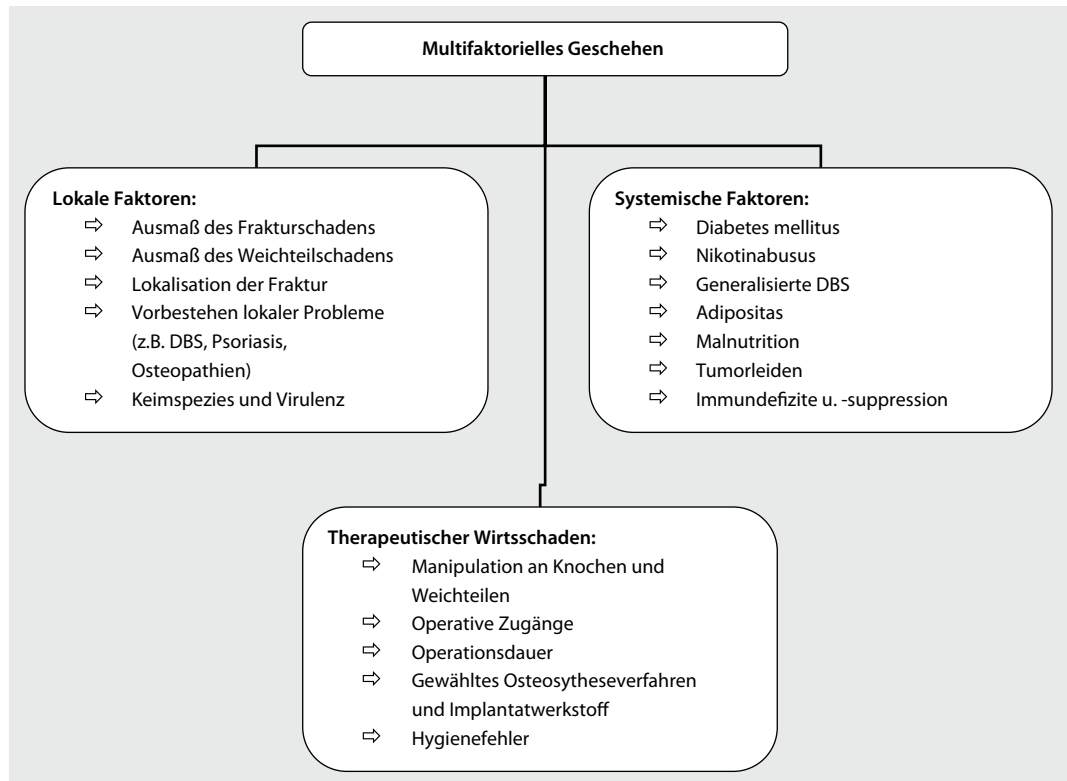 Multifaktorielles Geschehen
Lokale Faktoren:
⇨ Ausmaß des Frakturschadens
⇨ Ausmaß des Weichteilschadens
⇨ Lokalisation der Fraktur
⇨ Vorbestehen lokaler Probleme
(z.B. DBS, Psoriasis,
Osteopathien)
⇨ Keimspezies und Virulenz
Systemische Faktoren:
⇨ Diabetes mellitus
⇨ Nikotinabusus
⇨ Generalisierte DBS
⇨ Adipositas
⇨ Malnutrition
⇨ Tumorleiden
⇨ Immundefizite u. -suppression
Therapeutischer Wirtsschaden:
⇨ Manipulation an Knochen und
Weichteilen
⇨ Operative Zugänge
⇨ Operationsdauer
⇨ Gewähltes Osteosytheseverfahren
und Implantatwerkstoff
⇨ Hygienefehler